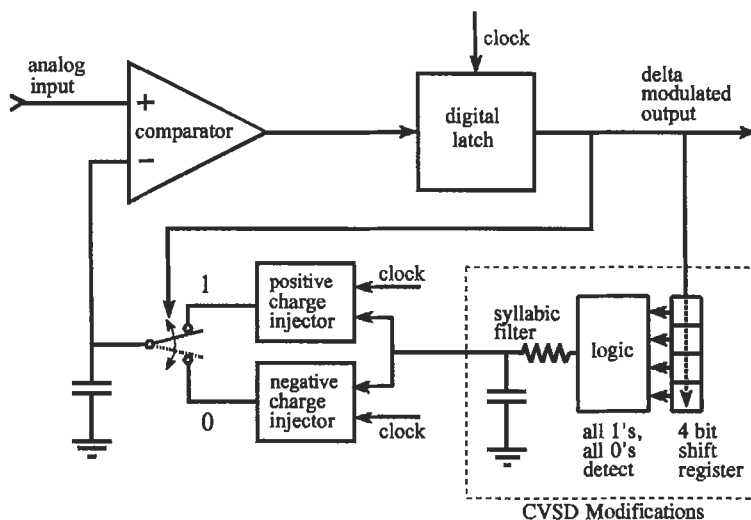 analog
input
+
comparator
−
clock
digital
latch
delta
modulated
output
1
positive
charge
injector
clock
0
negative
charge
injector
clock
syllabic
filter
logic
all 1's,
all 0's
detect
4 bit
shift
register
CVSD Modifications